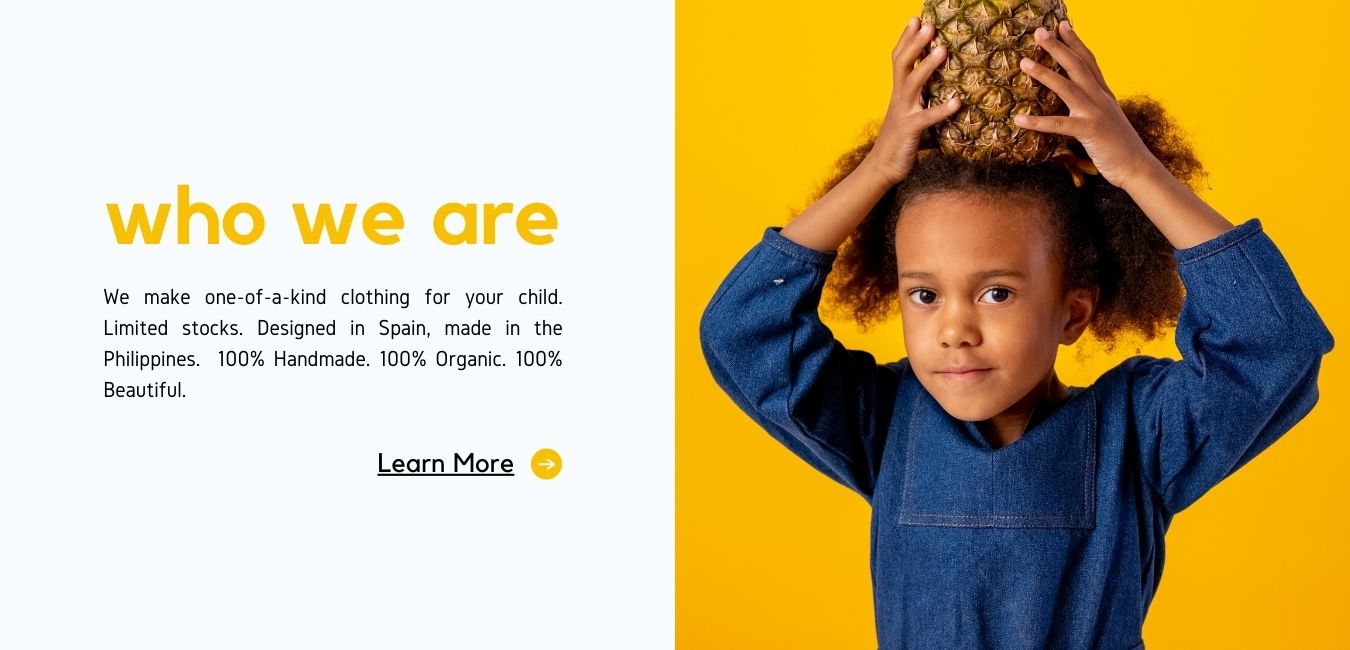 who we are
We make one-of-a-kind clothing for your child.
Limited stocks. Designed in Spain, made in the
Philippines. 100% Handmade. 100% Organic. 100%
Beautiful.
Learn More